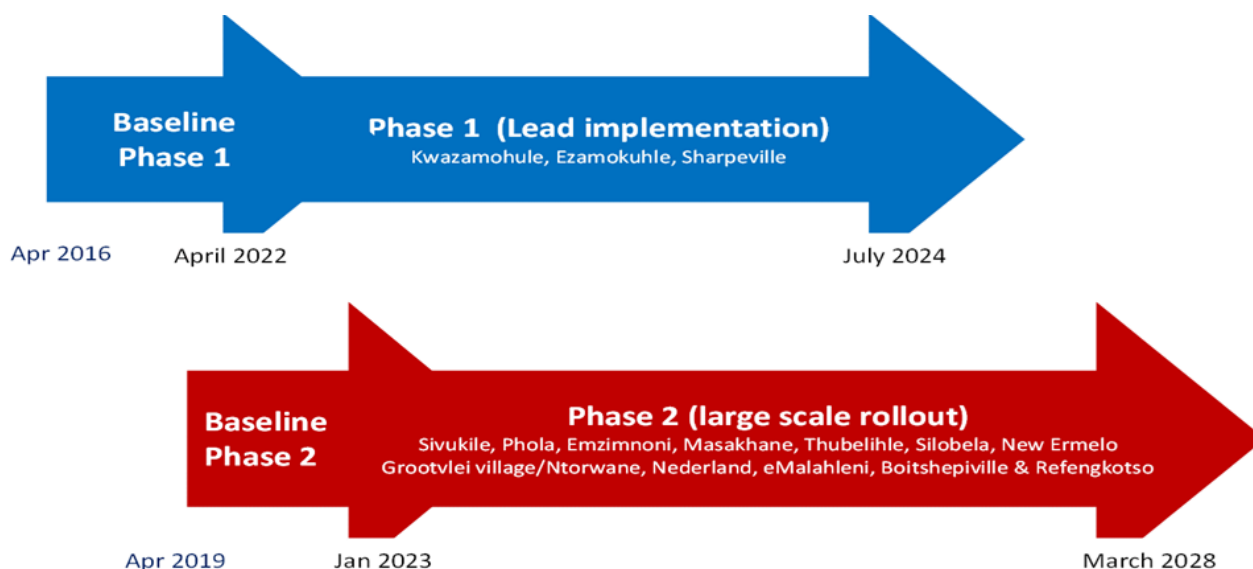 Baseline
Phase 1
Phase 1 (Lead implementation)
Kwazamohule, Ezamokuhle, Sharpeville
Apr 2016
April 2022
July 2024
Baseline
Phase 2
Phase 2 (large scale rollout)
Sivukile, Phola, Emzimnoni, Masakhane, Thubelihle, Silobela, New Ermelo
Grootvlei village/Ntorwane, Nederland, eMalahleni, Boitshepiville & Refengkotso
Apr 2019
Jan 2023
March 2028